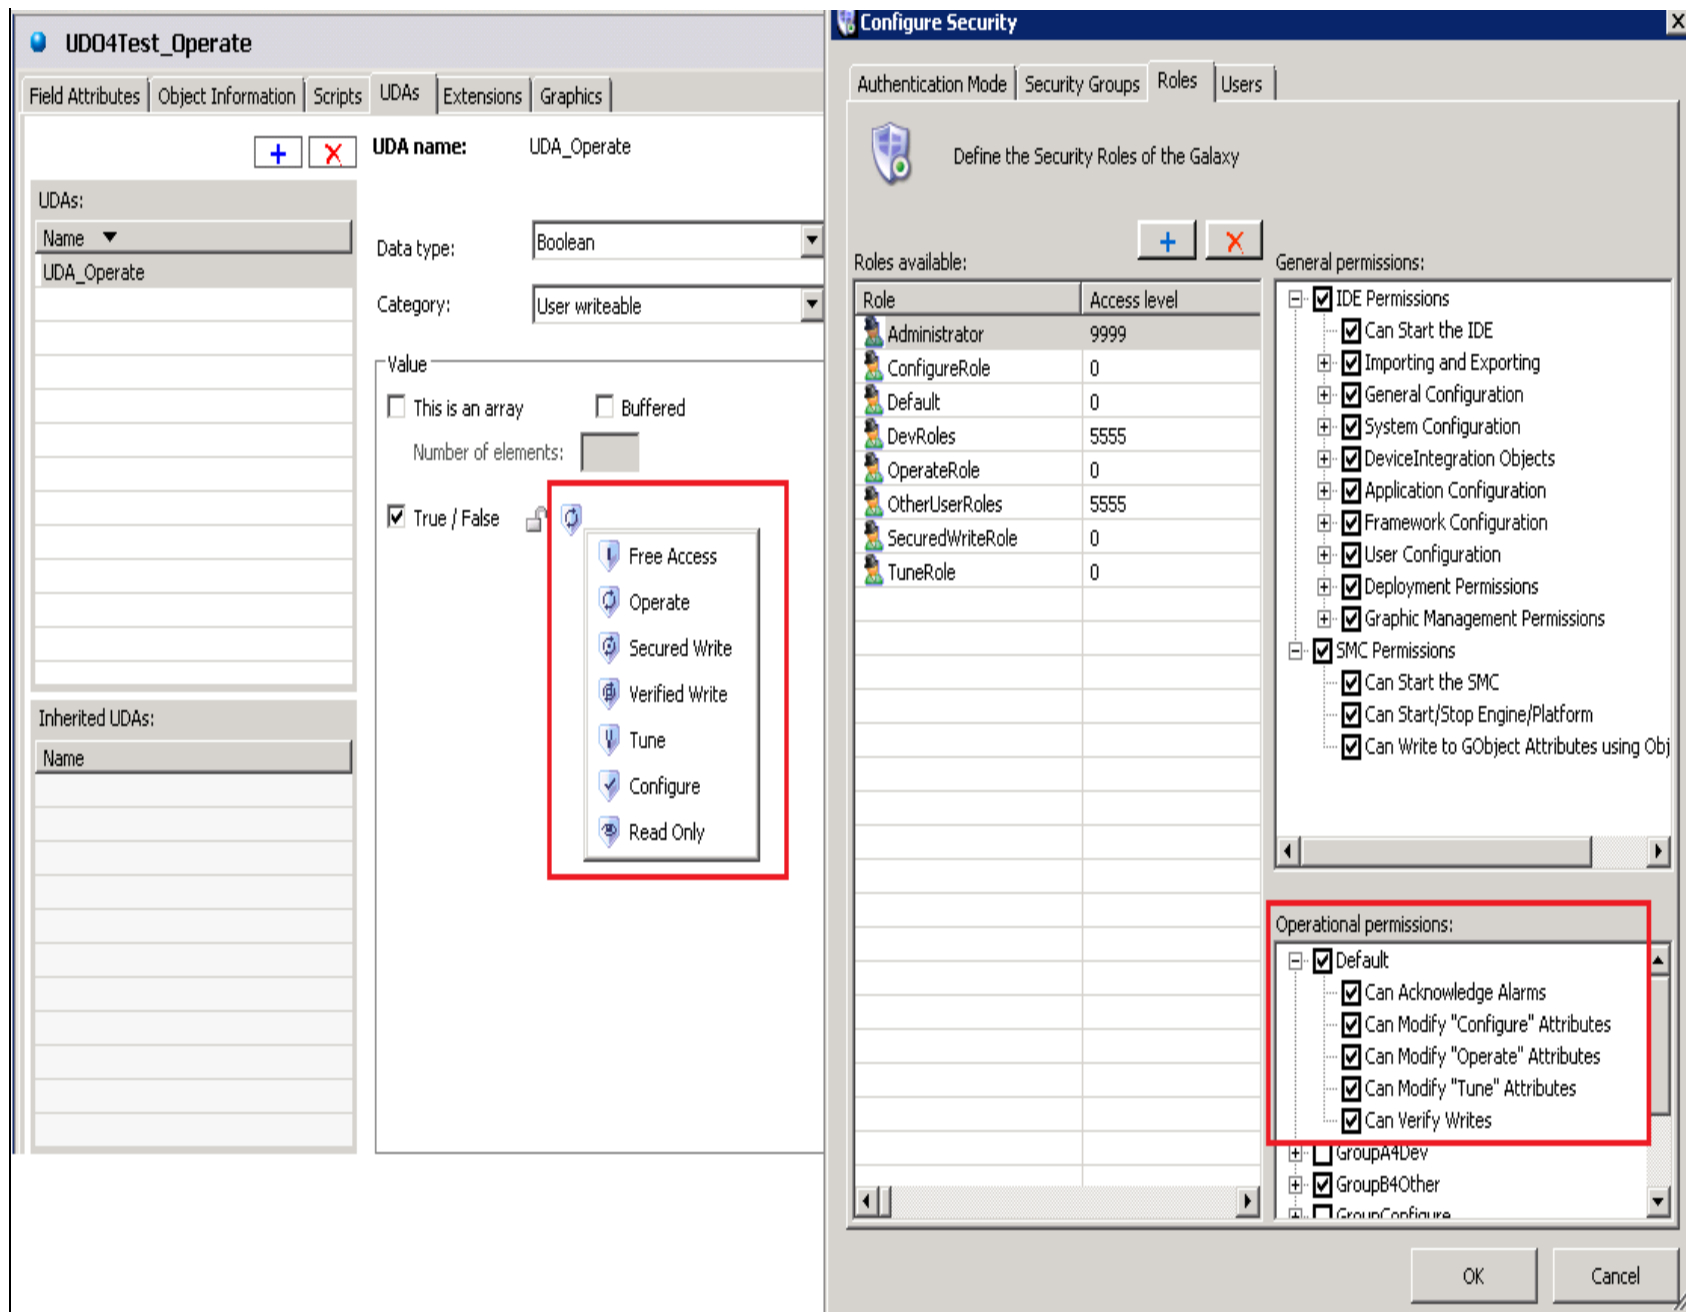 UDO4Test_Operate
Field Attributes
Object Information
Scripts
UDAs
Extensions
Graphics
UDA name:
UDA_Operate
UDAs:
Name
UDA_Operate
Data type:
Boolean
Category:
User writeable
Value
This is an array
Buffered
Number of elements:
True / False
Free Access
Operate
Secured Write
Verified Write
Tune
Configure
Read Only
Inherited UDAs:
Name
Configure Security
Authentication Mode
Security Groups
Roles
Users
Define the Security Roles of the Galaxy
Roles available:
Role Access level
Administrator 9999
ConfigureRole 0
Default 0
DevRoles 5555
OperateRole 0
OtherUserRoles 5555
SecuredWriteRole 0
TuneRole 0
General permissions:
IDE Permissions
Can Start the IDE
Importing and Exporting
General Configuration
System Configuration
DeviceIntegration Objects
Application Configuration
Framework Configuration
User Configuration
Deployment Permissions
Graphic Management Permissions
SMC Permissions
Can Start the SMC
Can Start/Stop Engine/Platform
Can Write to GObject Attributes using Obj
Operational permissions:
Default
Can Acknowledge Alarms
Can Modify "Configure" Attributes
Can Modify "Operate" Attributes
Can Modify "Tune" Attributes
Can Verify Writes
GroupA4Dev
GroupB4Other
GroupConfigure
OK
Cancel